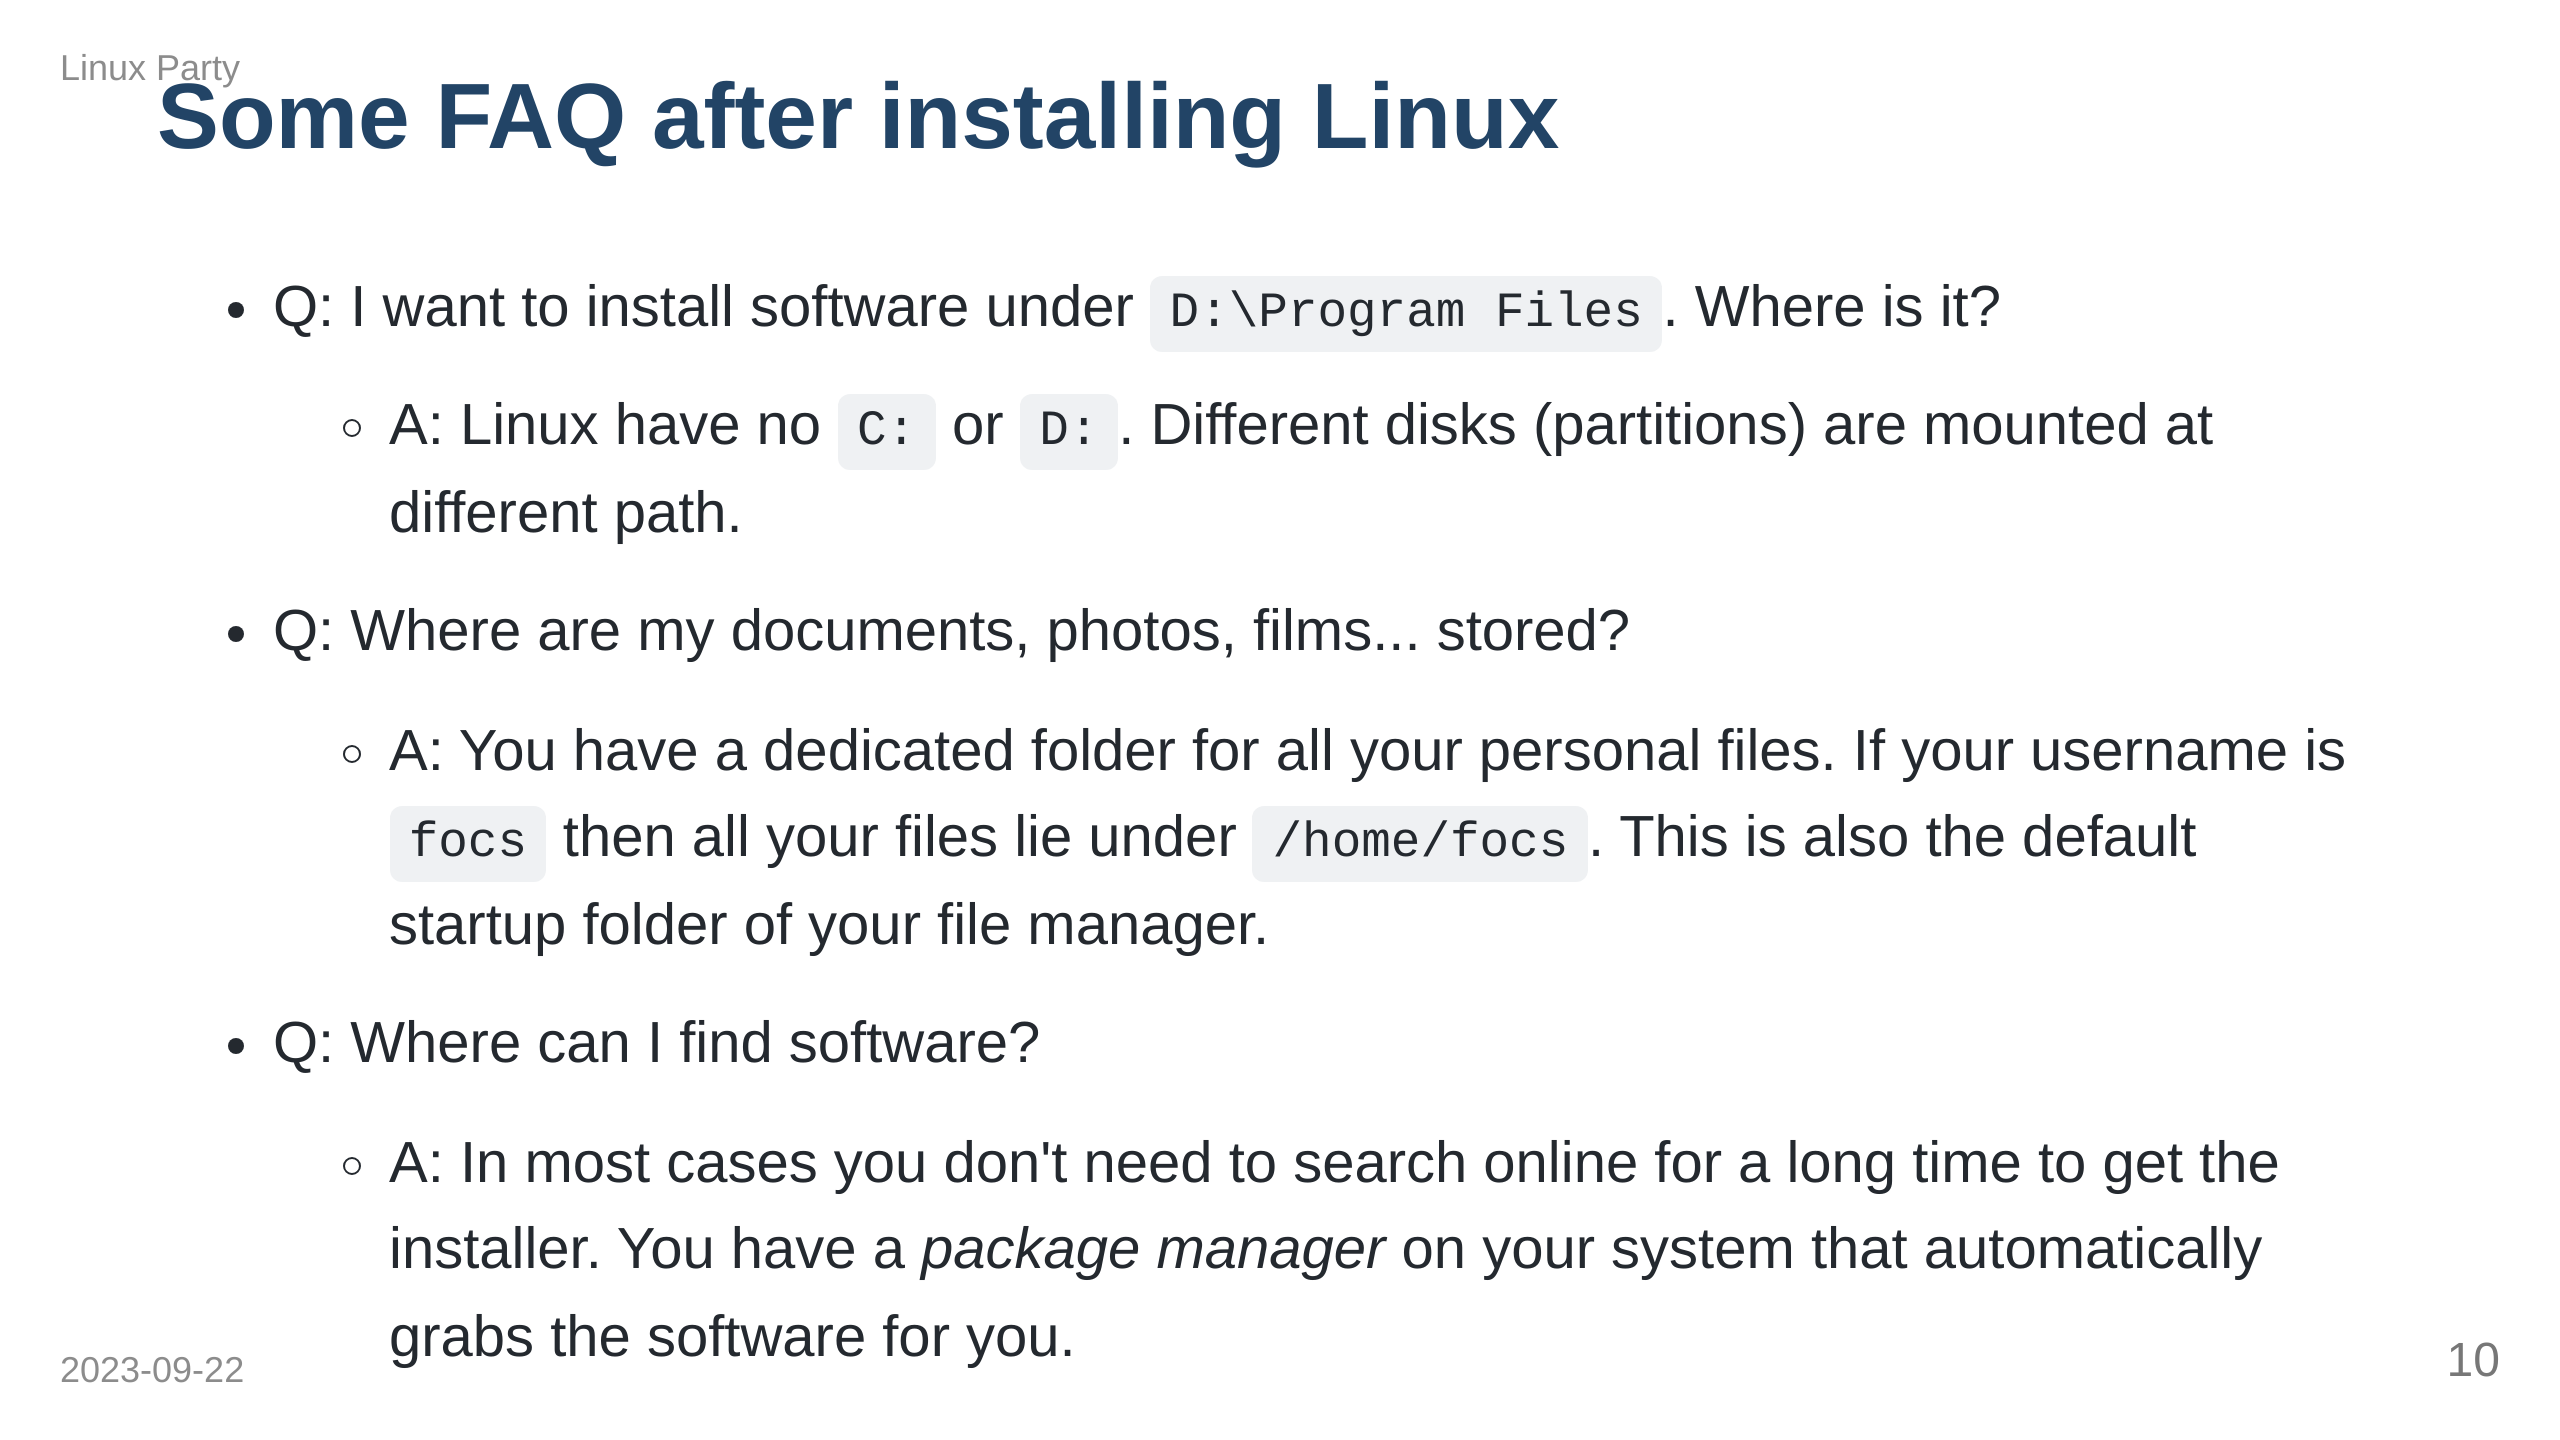 Linux Party
Some FAQ after installing Linux
• Q: I want to install software under D:\Program Files. Where is it?
◦ A: Linux have no C: or D:. Different disks (partitions) are mounted at
different path.
• Q: Where are my documents, photos, films... stored?
◦ A: You have a dedicated folder for all your personal files. If your username is
focs then all your files lie under /home/focs. This is also the default
startup folder of your file manager.
• Q: Where can I find software?
◦ A: In most cases you don't need to search online for a long time to get the
installer. You have a package manager on your system that automatically
grabs the software for you.
2023-09-22
10